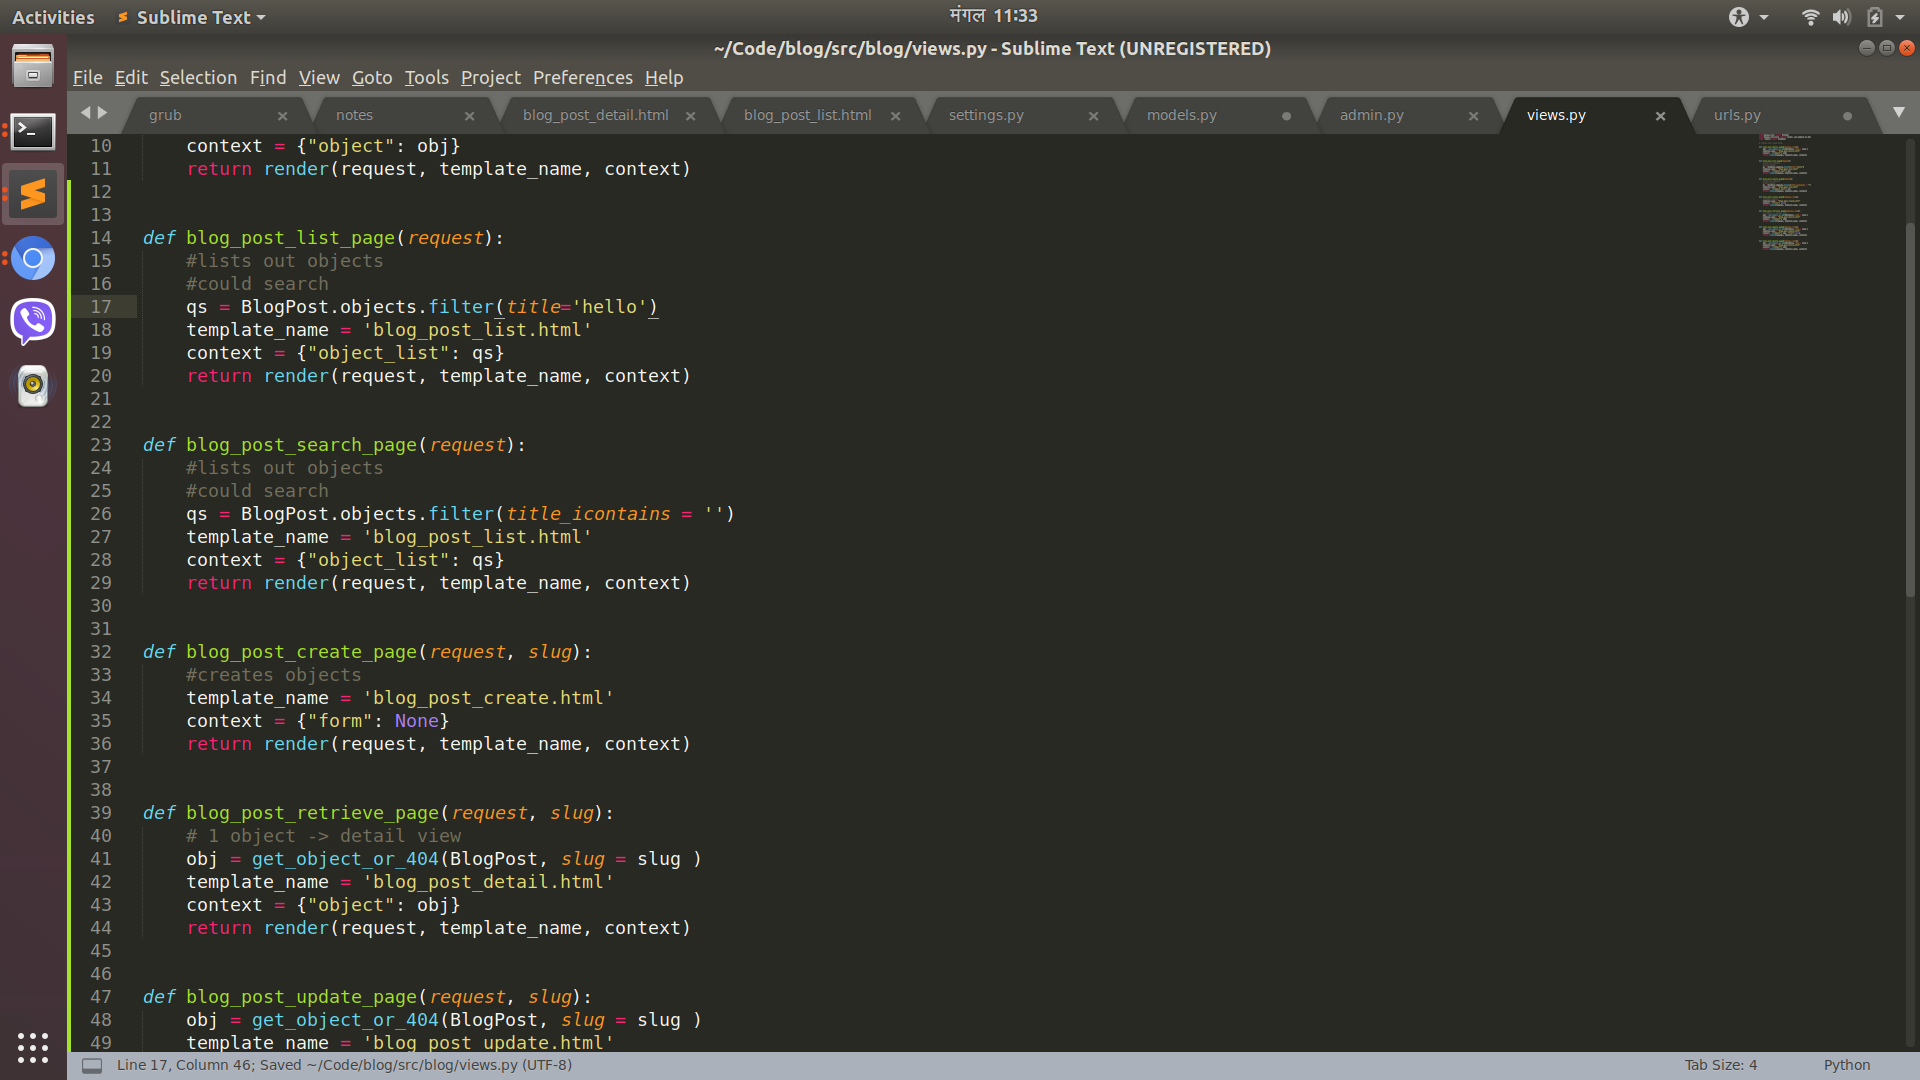 Activities Sublime Text मंगल 11:33
~/Code/blog/src/blog/views.py - Sublime Text (UNREGISTERED)
File Edit Selection Find View Goto Tools Project Preferences Help
grub notes blog_post_detail.html blog_post_list.html settings.py models.py admin.py views.py urls.py
10 context = {"object": obj}
11 return render(request, template_name, context)
12
13
14 def blog_post_list_page(request):
15 #lists out objects
16 #could search
17 qs = BlogPost.objects.filter(title='hello')
18 template_name = 'blog_post_list.html'
19 context = {"object_list": qs}
20 return render(request, template_name, context)
21
22
23 def blog_post_search_page(request):
24 #lists out objects
25 #could search
26 qs = BlogPost.objects.filter(title_icontains = '')
27 template_name = 'blog_post_list.html'
28 context = {"object_list": qs}
29 return render(request, template_name, context)
30
31
32 def blog_post_create_page(request, slug):
33 #creates objects
34 template_name = 'blog_post_create.html'
35 context = {"form": None}
36 return render(request, template_name, context)
37
38
39 def blog_post_retrieve_page(request, slug):
40 # 1 object -> detail view
41 obj = get_object_or_404(BlogPost, slug = slug )
42 template_name = 'blog_post_detail.html'
43 context = {"object": obj}
44 return render(request, template_name, context)
45
46
47 def blog_post_update_page(request, slug):
48 obj = get_object_or_404(BlogPost, slug = slug )
49 template_name = 'blog_post_update.html'
Line 17, Column 46; Saved ~/Code/blog/src/blog/views.py (UTF-8) Tab Size: 4 Python